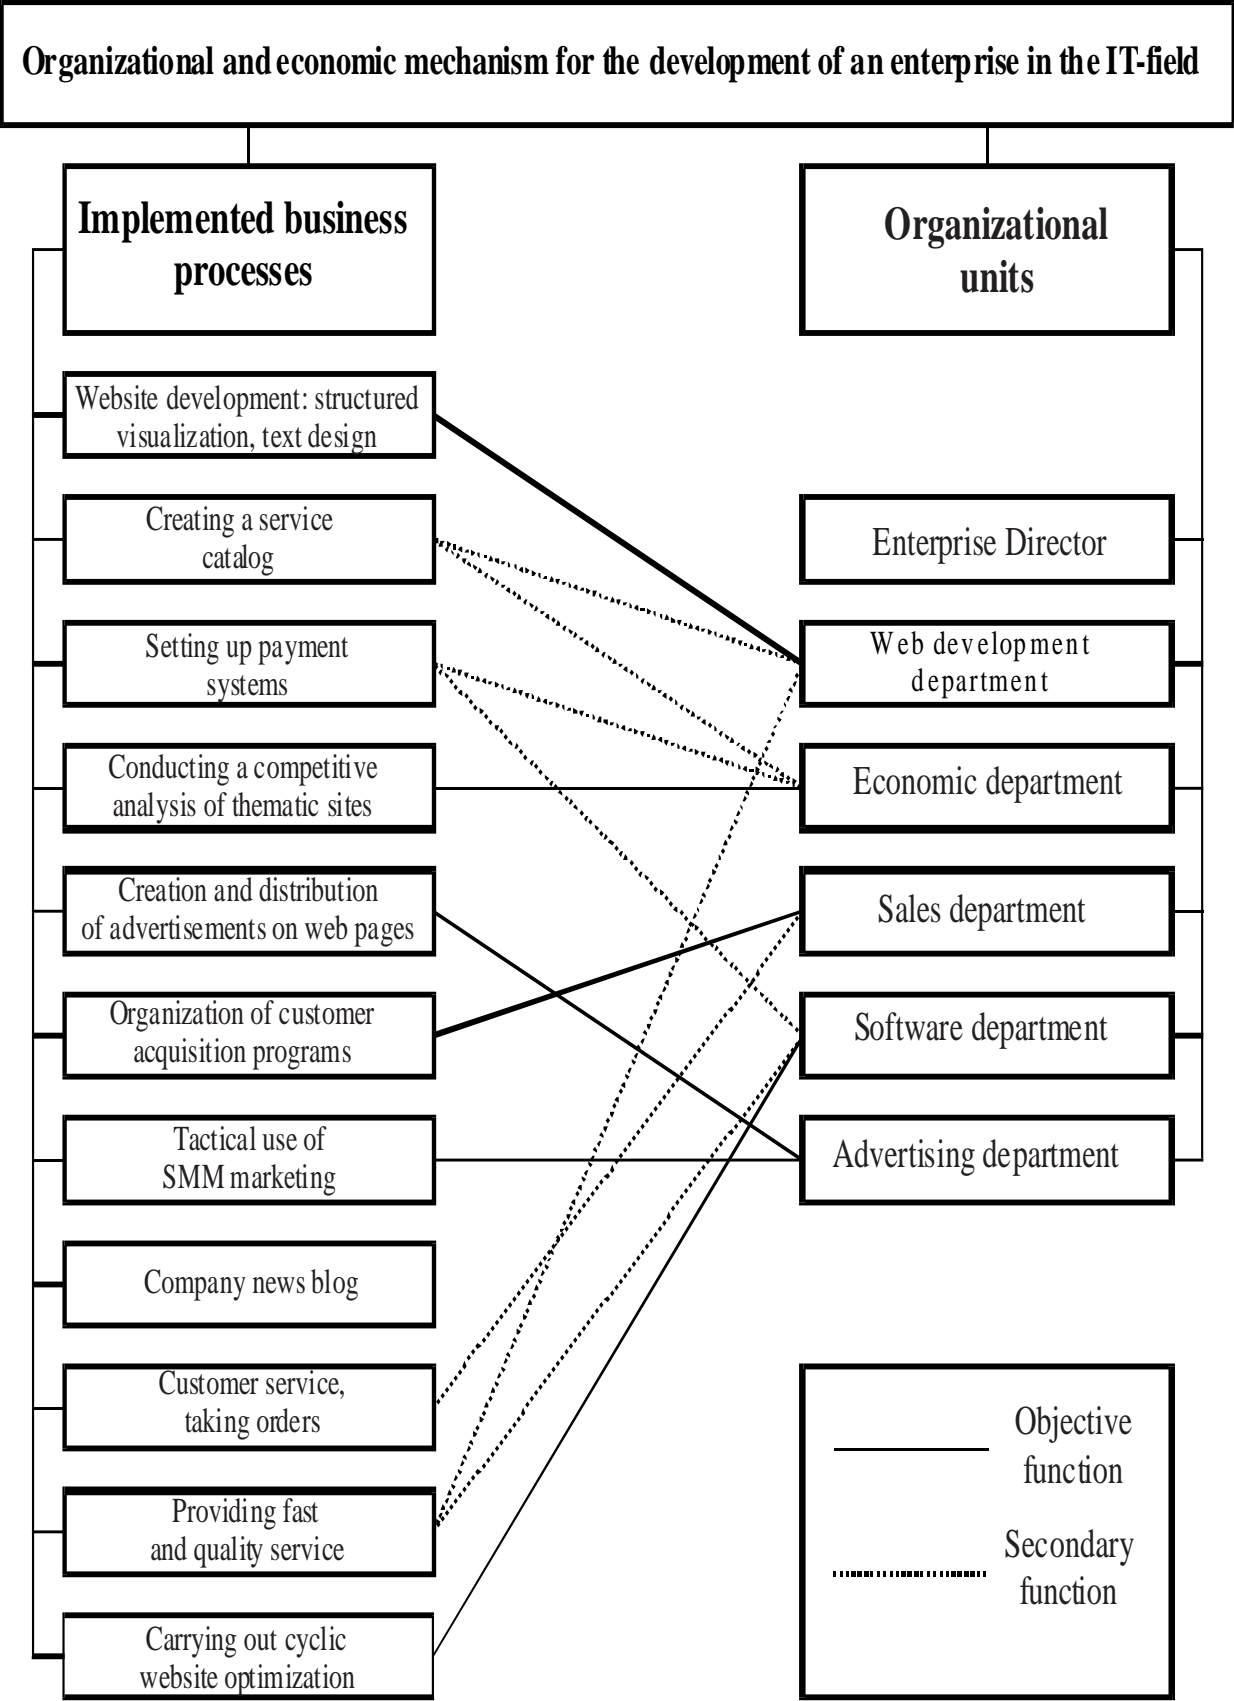 Organizational and economic mechanism for the development of an enterprise in the IT-field
Implemented business
processes
Organizational
units
Website development: structured
visualization, text design
Creating a service
catalog
Setting up payment
systems
Conducting a competitive
analysis of thematic sites
Creation and distribution
of advertisements on web pages
Organization of customer
acquisition programs
Tactical use of
SMM marketing
Company news blog
Customer service,
taking orders
Providing fast
and quality service
Carrying out cyclic
website optimization
Enterprise Director
Web development
department
Economic department
Sales department
Software department
Advertising department
Objective
function
Secondary
function